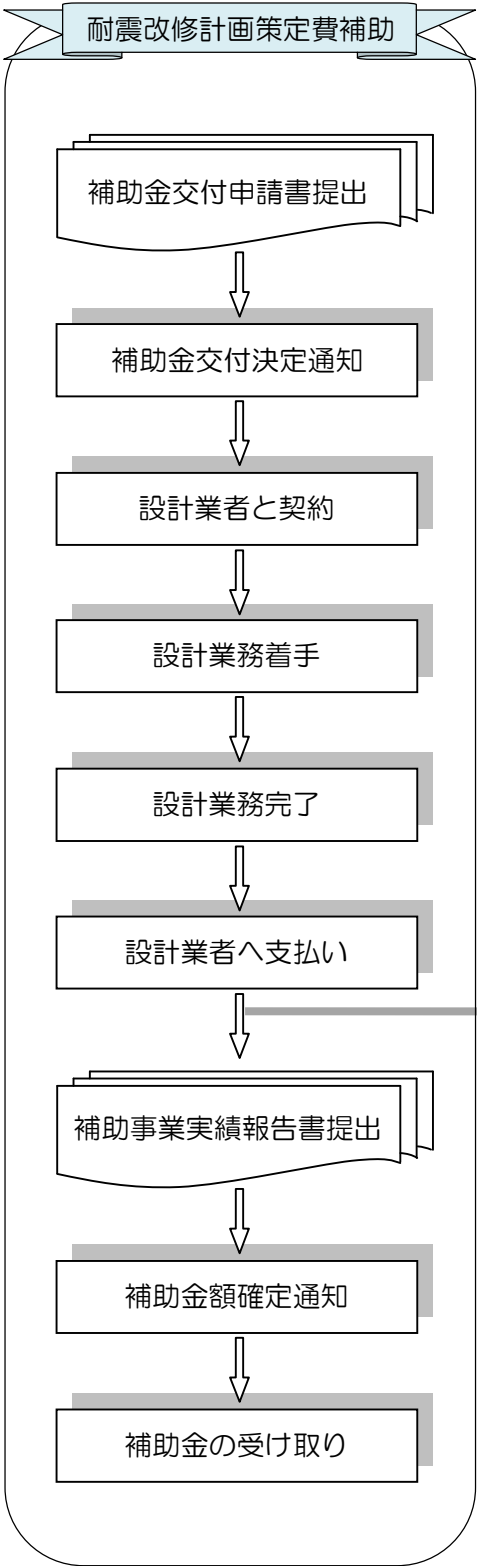 耐震改修計画策定費補助
補助金交付申請書提出
補助金交付決定通知
設計業者と契約
設計業務着手
設計業務完了
設計業者へ支払い
補助事業実績報告書提出
補助金額確定通知
補助金の受け取り